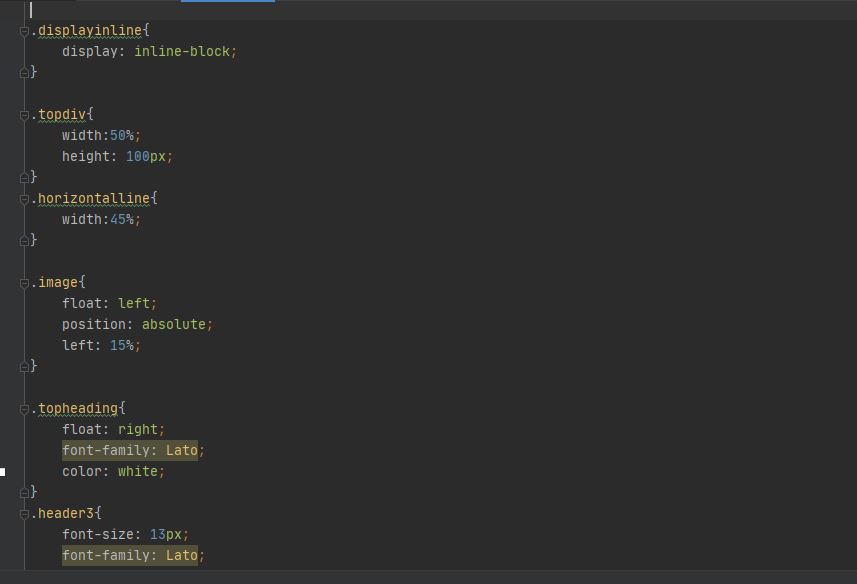 .displayinline{
    display: inline-block;
}
.topdiv{
    width:50%;
    height: 100px;
}
.horizontalline{
    width:45%;
}
.image{
    float: left;
    position: absolute;
    left: 15%;
}
.topheading{
    float: right;
    font-family: Lato;
    color: white;
}
.header3{
    font-size: 13px;
    font-family: Lato;